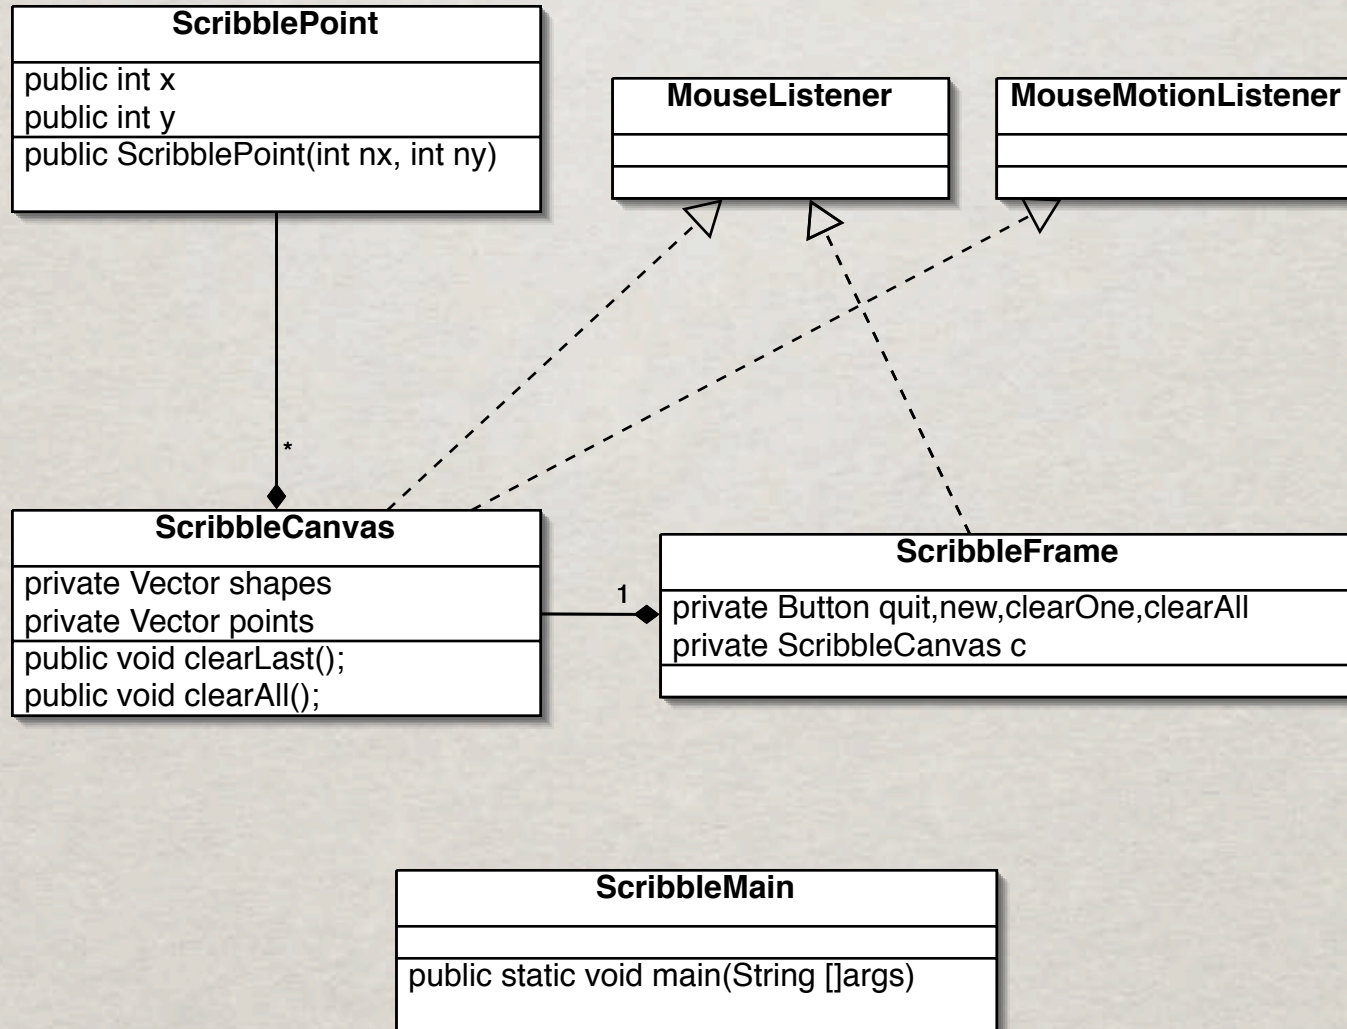 ScribblePoint
public int x
public int y
public ScribblePoint(int nx, int ny)
MouseListener
MouseMotionListener
*
ScribbleCanvas
private Vector shapes
private Vector points
public void clearLast();
public void clearAll();
1
ScribbleFrame
private Button quit,new,clearOne,clearAll
private ScribbleCanvas c
ScribbleMain
public static void main(String []args)